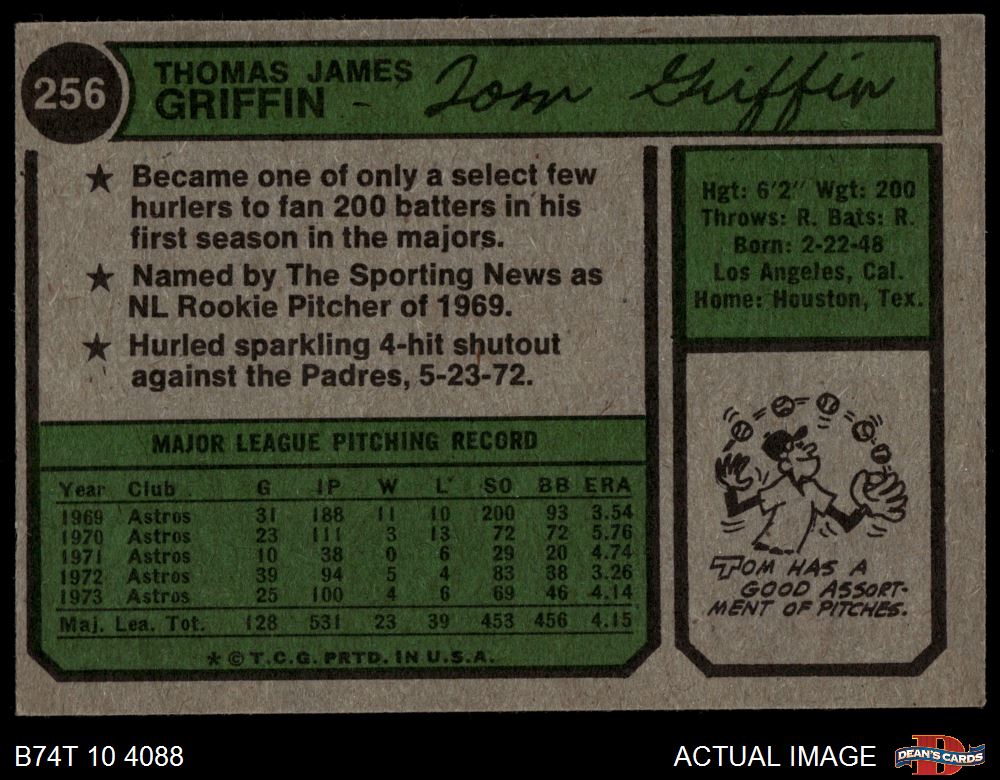 256
THOMAS JAMES
GRIFFIN
Tom Griffin
★ Became one of only a select few
hurlers to fan 200 batters in his
first season in the majors.
★ Named by The Sporting News as
NL Rookie Pitcher of 1969.
★ Hurled sparkling 4-hit shutout
against the Padres, 5-23-72.
Hgt: 6'2" Wgt: 200
Throws: R. Bats: R.
Born: 2-22-48
Los Angeles, Cal.
Home: Houston, Tex.
MAJOR LEAGUE PITCHING RECORD
Year Club G IP W L SO BB ERA
1969 Astros 31 188 11 10 200 93 3.54
1970 Astros 23 111 3 13 72 72 5.76
1971 Astros 10 38 0 6 29 20 4.74
1972 Astros 39 94 5 4 83 38 3.26
1973 Astros 25 100 4 6 69 46 4.14
Maj. Lea. Tot. 128 531 23 39 453 456 4.15
* © T.C.G. PRTD. IN U.S.A.
TOM HAS A
GOOD ASSORT-
MENT OF PITCHES.
B74T 10 4088
ACTUAL IMAGE
D
DEAN'S CARDS